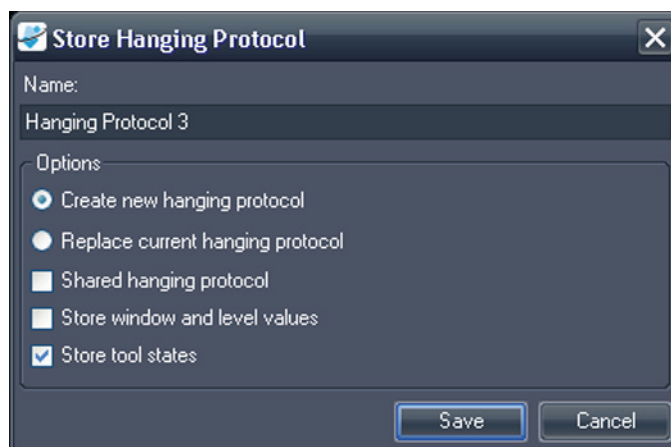 Store Hanging Protocol
Name:
Hanging Protocol 3
Options
Create new hanging protocol
Replace current hanging protocol
Shared hanging protocol
Store window and level values
Store tool states
Save Cancel